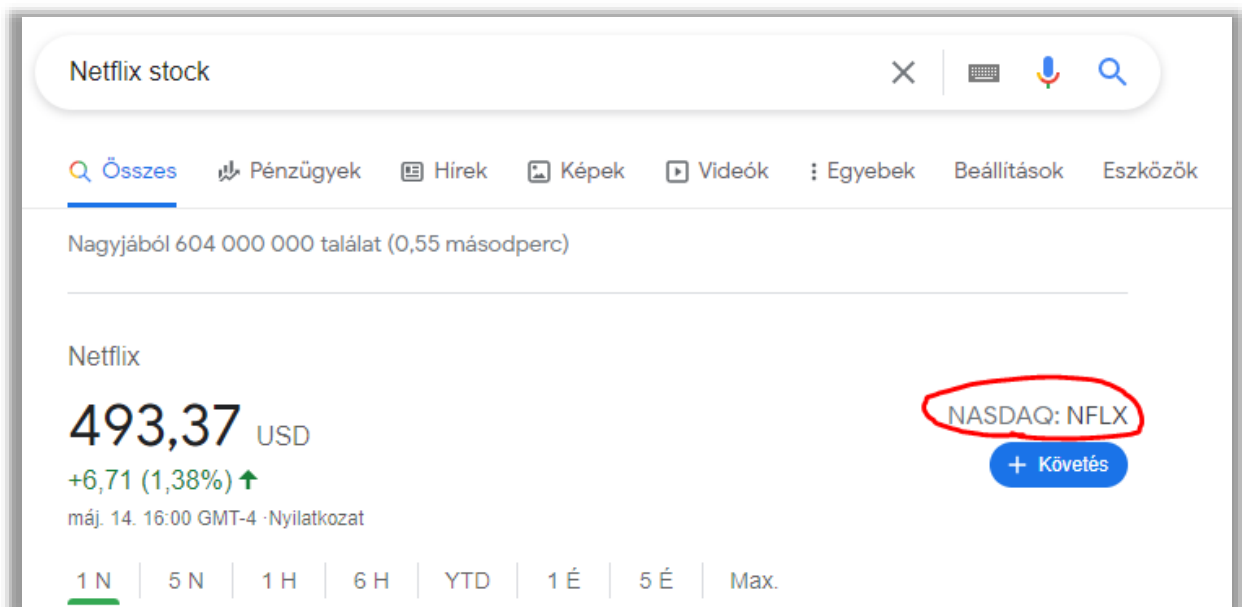 Netflix stock
Összes Pénzügyek Hírek Képek Videók Egyebek Beállítások Eszközök
Nagyjából 604 000 000 találat (0,55 másodperc)
Netflix
493,37 USD
NASDAQ: NFLX
+6,71 (1,38%)
+ Követés
máj. 14. 16:00 GMT-4 ·Nyilatkozat
1 N 5 N 1 H 6 H YTD 1 É 5 É Max.